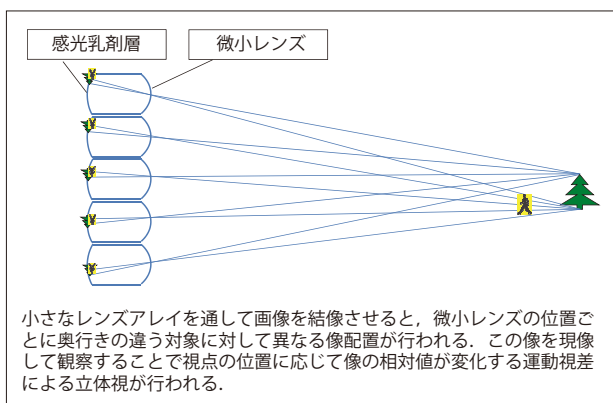 感光乳剤層
微小レンズ
小さなレンズアレイを通して画像を結像させると，微小レンズの位置ご
とに奥行きの違う対象に対して異なる像配置が行われる．この像を現像
して観察することで視点の位置に応じて像の相対値が変化する運動視差
による立体視が行われる．